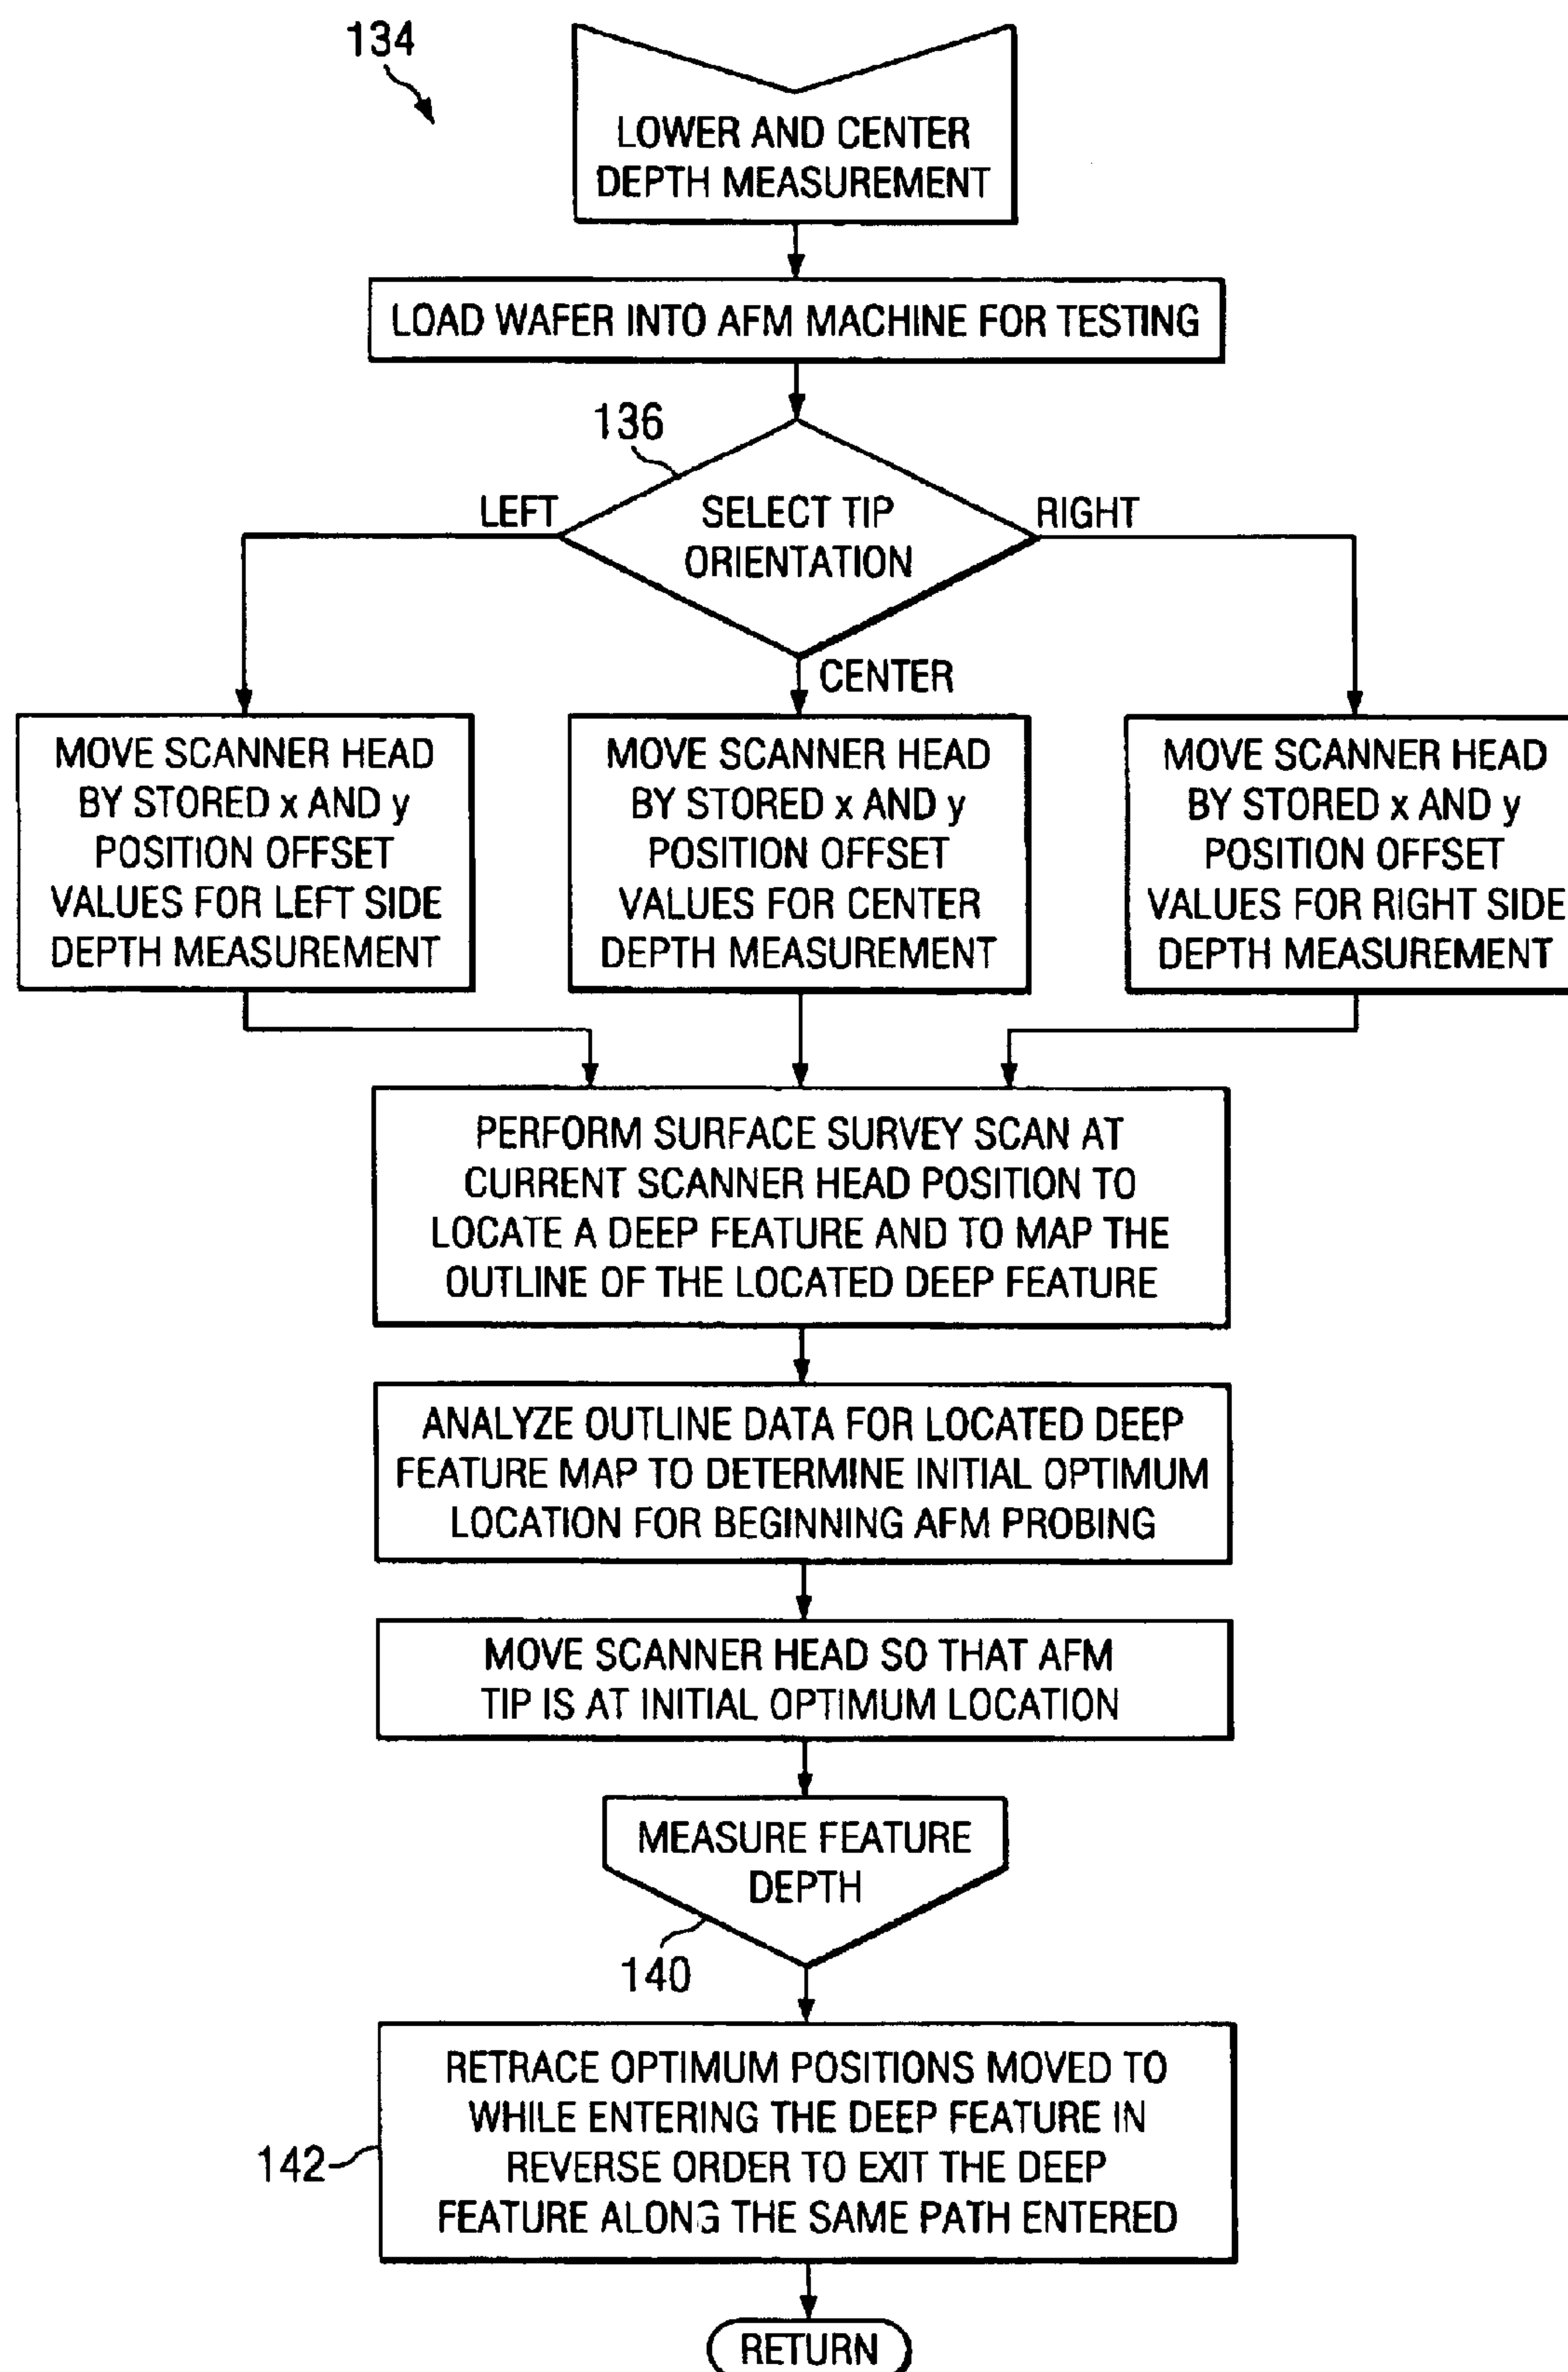 134
LOWER AND CENTER
DEPTH MEASUREMENT
LOAD WAFER INTO AFM MACHINE FOR TESTING
136
LEFT
SELECT TIP
ORIENTATION
RIGHT
CENTER
MOVE SCANNER HEAD
BY STORED x AND y
POSITION OFFSET
VALUES FOR LEFT SIDE
DEPTH MEASUREMENT
MOVE SCANNER HEAD
BY STORED x AND y
POSITION OFFSET
VALUES FOR CENTER
DEPTH MEASUREMENT
MOVE SCANNER HEAD
BY STORED x AND y
POSITION OFFSET
VALUES FOR RIGHT SIDE
DEPTH MEASUREMENT
PERFORM SURFACE SURVEY SCAN AT
CURRENT SCANNER HEAD POSITION TO
LOCATE A DEEP FEATURE AND TO MAP THE
OUTLINE OF THE LOCATED DEEP FEATURE
ANALYZE OUTLINE DATA FOR LOCATED DEEP
FEATURE MAP TO DETERMINE INITIAL OPTIMUM
LOCATION FOR BEGINNING AFM PROBING
MOVE SCANNER HEAD SO THAT AFM
TIP IS AT INITIAL OPTIMUM LOCATION
MEASURE FEATURE
DEPTH
140
RETRACE OPTIMUM POSITIONS MOVED TO
WHILE ENTERING THE DEEP FEATURE IN
REVERSE ORDER TO EXIT THE DEEP
FEATURE ALONG THE SAME PATH ENTERED
142
RETURN